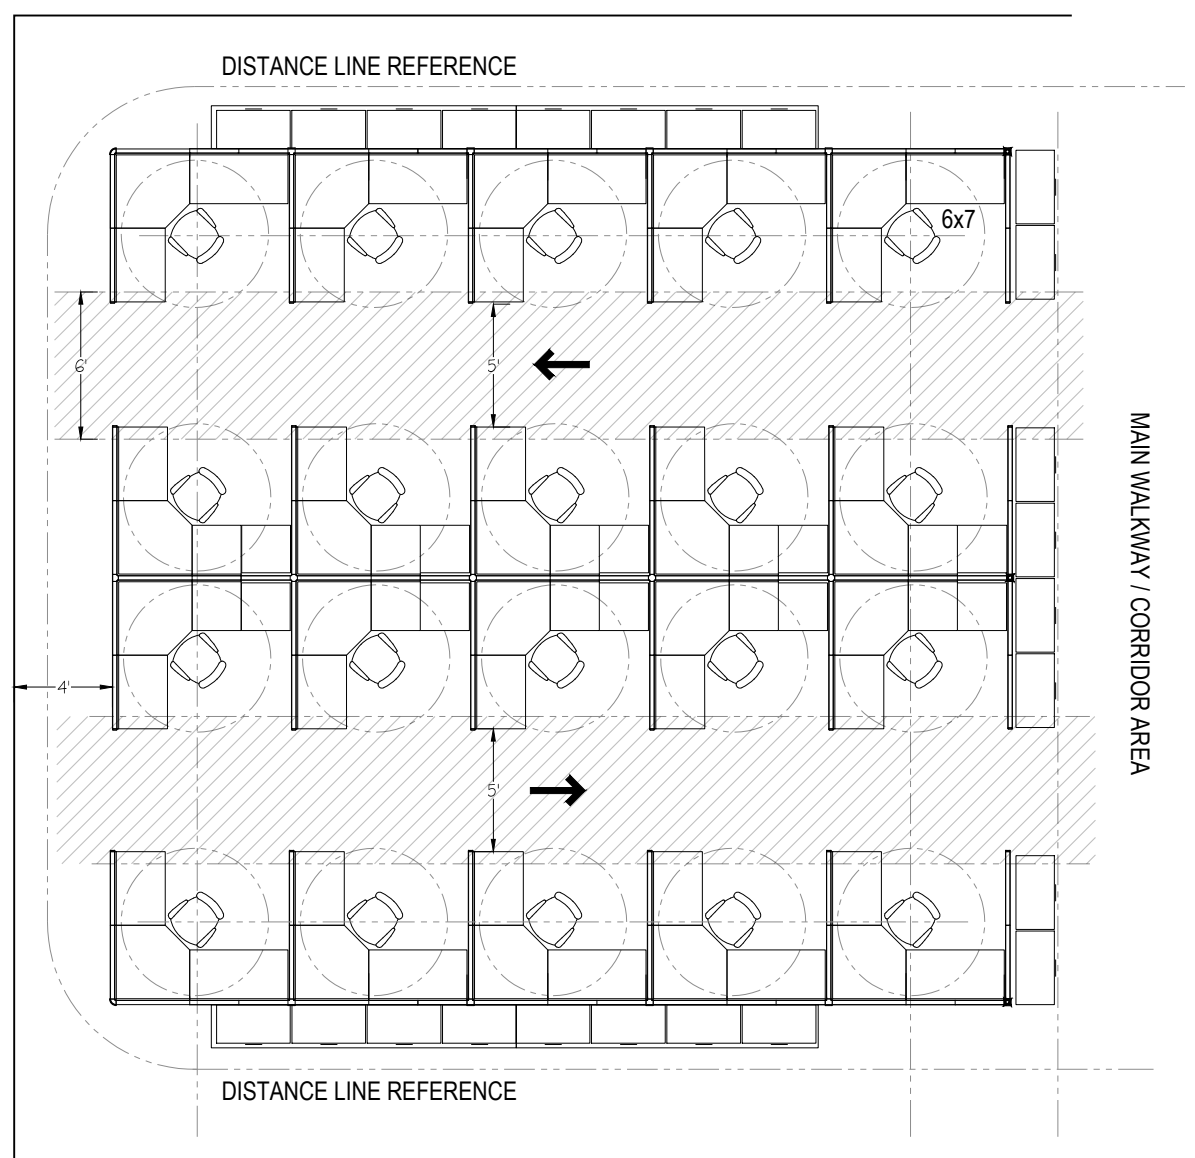 DISTANCE LINE REFERENCE
6x7
6'
5'
MAIN WALKWAY / CORRIDOR AREA
4'
5'
DISTANCE LINE REFERENCE